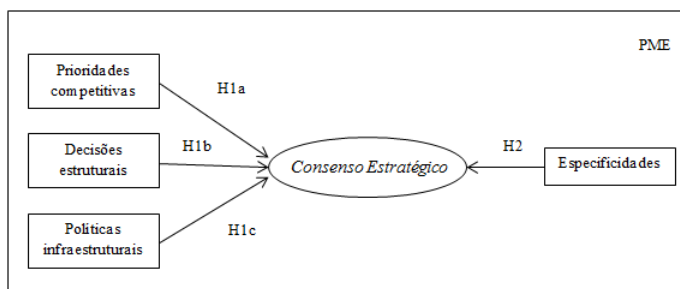 PME
Prioridades
competitivas
H1a
Decisões
estruturais
H1b
Consenso Estratégico
H2
Especificidades
Políticas
infraestruturais
H1c